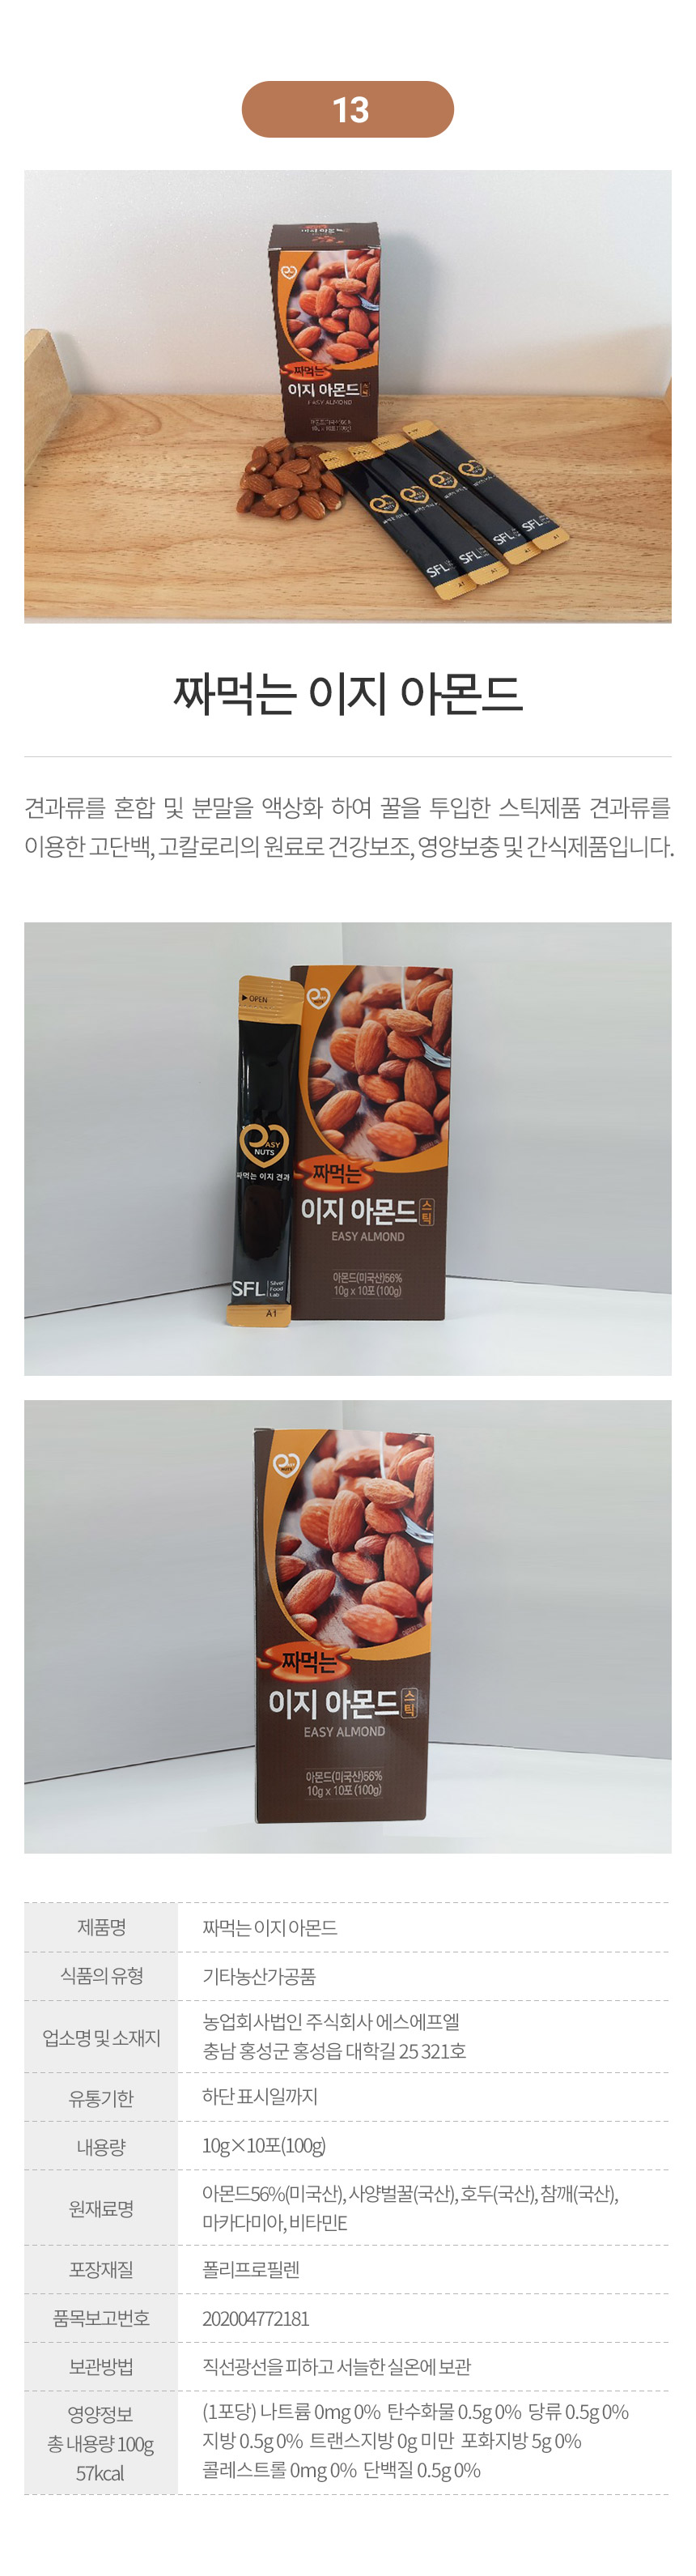 13
짜먹는
이지 아몬드 스틱
EASY ALMOND
SFL
SFL
SFL
SFL
A1
A1
A1
A1
짜먹는 이지 아몬드
견과류를 혼합 및 분말을 액상화 하여 꿀을 투입한 스틱제품 견과류를
이용한 고단백, 고칼로리의 원료로 건강보조, 영양보충 및 간식제품입니다.
▶ OPEN
EASY
NUTS
짜먹는 이지 견과
SFL Silver Food Lab
A1
짜먹는
이지 아몬드 스틱
EASY ALMOND
아몬드(미국산)56%
10g x 10포 (100g)
짜먹는
이지 아몬드 스틱
EASY ALMOND
아몬드(미국산)56%
10g x 10포 (100g)
제품명 짜먹는 이지 아몬드
식품의 유형 기타농산가공품
업소명 및 소재지 농업회사법인 주식회사 에스에프엘
충남 홍성군 홍성읍 대학길 25 321호
유통기한 하단 표시일까지
내용량 10g×10포(100g)
원재료명 아몬드56%(미국산), 사양벌꿀(국산), 호두(국산), 참깨(국산),
마카다미아, 비타민E
포장재질 폴리프로필렌
품목보고번호 202004772181
보관방법 직선광선을 피하고 서늘한 실온에 보관
영양정보 (1포당) 나트륨 0mg 0% 탄수화물 0.5g 0% 당류 0.5g 0%
총 내용량 100g 지방 0.5g 0% 트랜스지방 0g 미만 포화지방 5g 0%
57kcal 콜레스트롤 0mg 0% 단백질 0.5g 0%